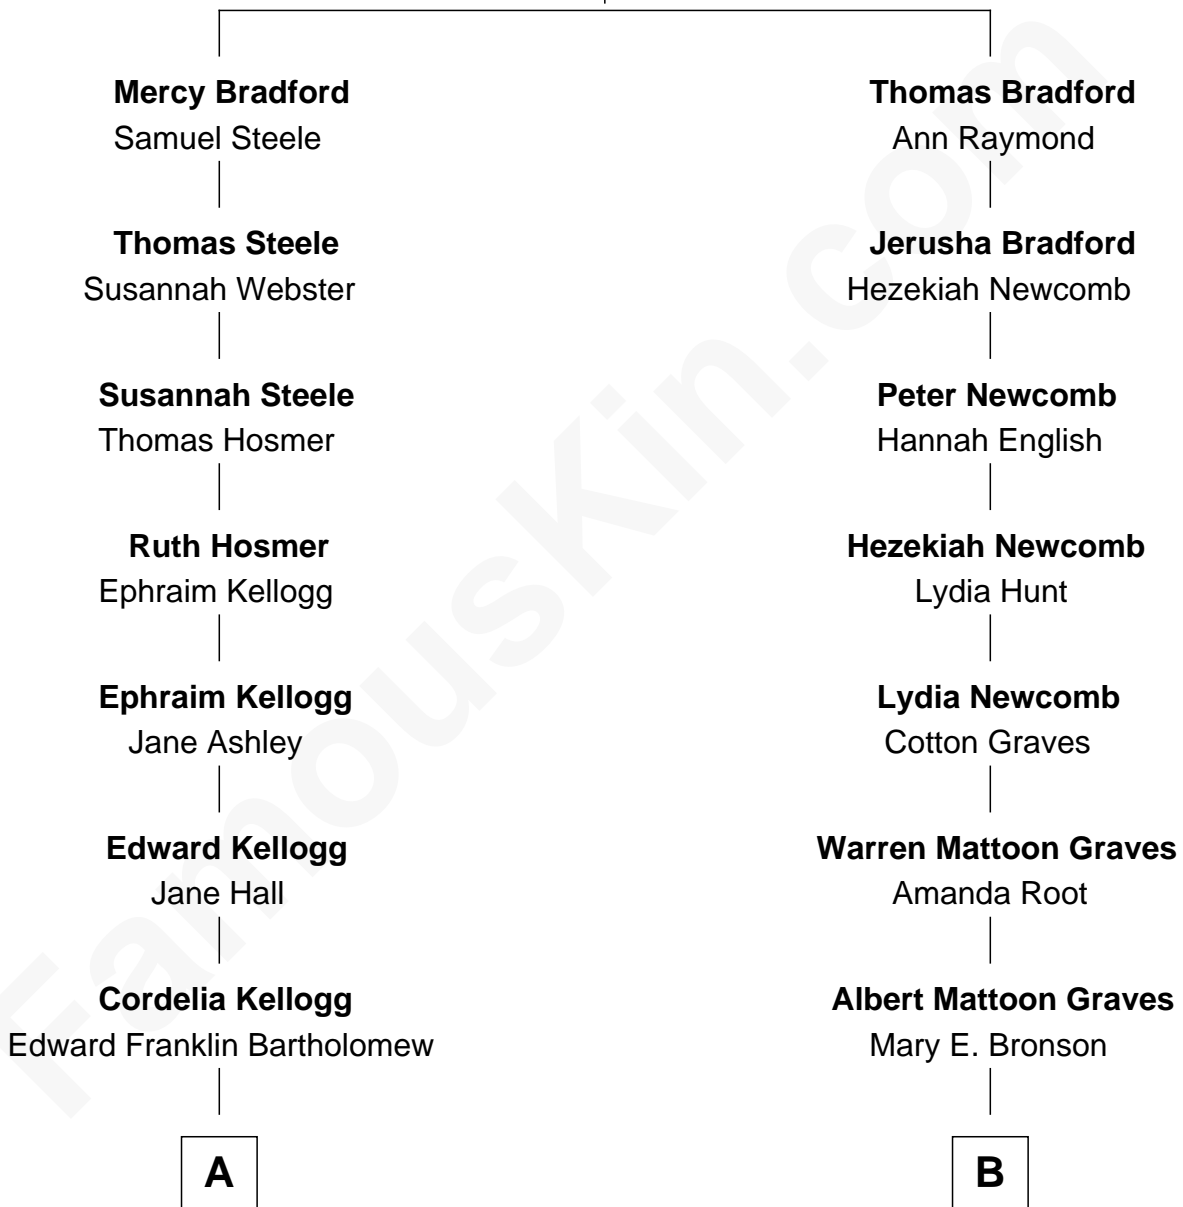 Mercy Bradford
Samuel Steele
Thomas Bradford
Ann Raymond
Thomas Steele
Susannah Webster
Jerusha Bradford
Hezekiah Newcomb
Susannah Steele
Thomas Hosmer
Peter Newcomb
Hannah English
Ruth Hosmer
Ephraim Kellogg
Hezekiah Newcomb
Lydia Hunt
Ephraim Kellogg
Jane Ashley
Lydia Newcomb
Cotton Graves
Edward Kellogg
Jane Hall
Warren Mattoon Graves
Amanda Root
Cordelia Kellogg
Edward Franklin Bartholomew
Albert Mattoon Graves
Mary E. Bronson
A
B
FamousKin.com